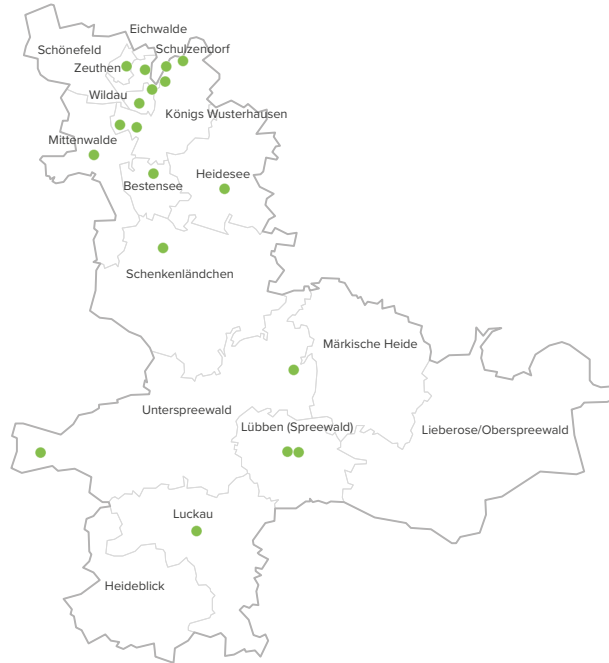 Eichwalde
Schönefeld
Schulzendorf
Zeuthen
Wildau
Königs Wusterhausen
Mittenwalde
Heidesee
Bestensee
Schenkenländchen
Märkische Heide
Unterspreewald
Lübben (Spreewald)
Lieberose/Oberspreewald
Luckau
Heideblick